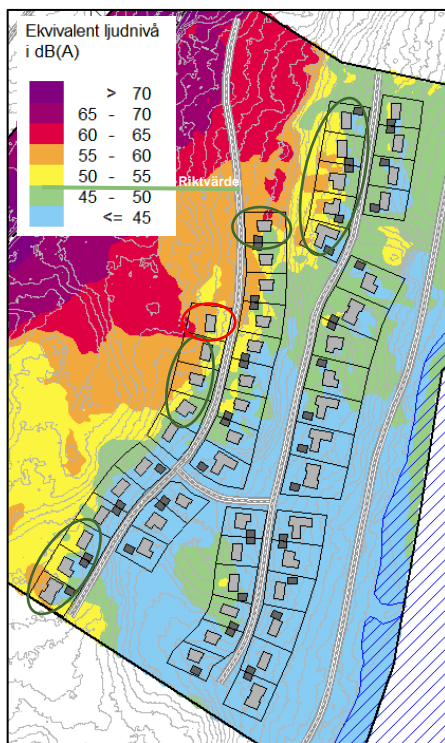 Ekvivalent ljudnivå
i dB(A)
> 70
65 - 70
60 - 65
55 - 60
50 - 55
Riktvärde
45 - 50
<= 45